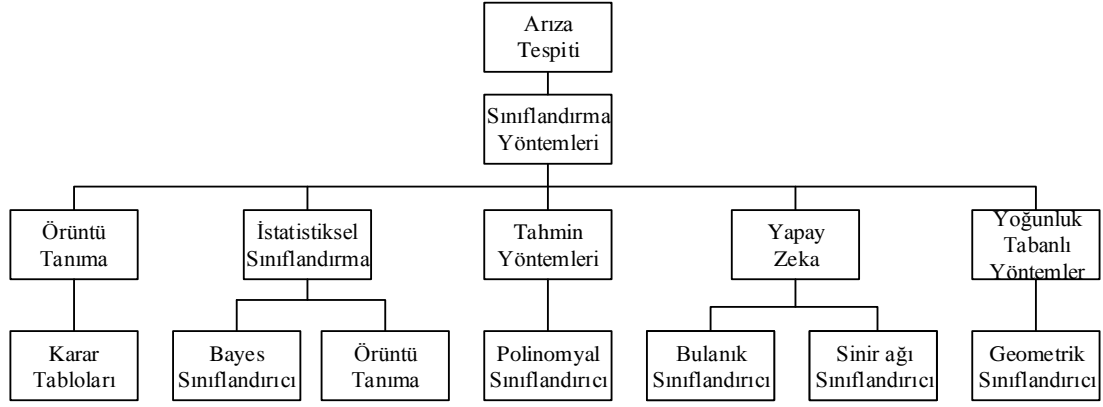 Arıza
Tespiti
Sınıflandırma
Yöntemleri
Örüntü
Tanıma
İstatistiksel
Sınıflandırma
Tahmin
Yöntemleri
Yapay
Zeka
Yoğunluk
Tabanlı
Yöntemler
Karar
Tabloları
Bayes
Sınıflandırıcı
Örüntü
Tanıma
Polinomyal
Sınıflandırıcı
Bulanık
Sınıflandırıcı
Sinir ağı
Sınıflandırıcı
Geometrik
Sınıflandırıcı